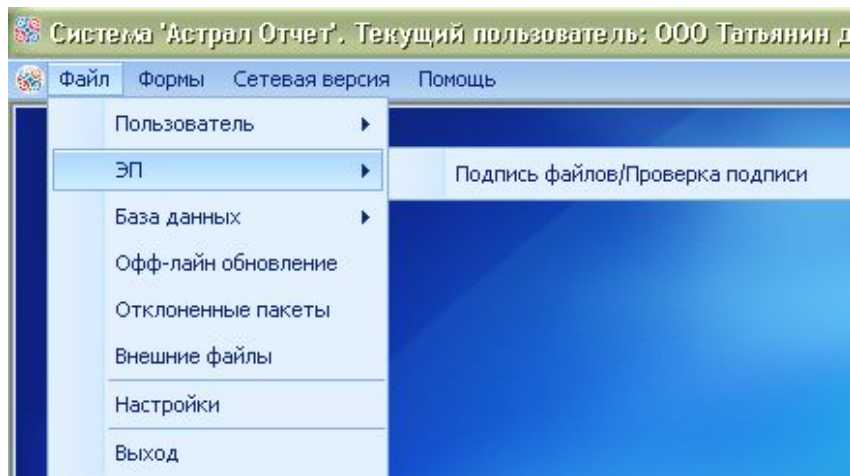 Система 'Астрал Отчет'. Текущий пользователь: ООО Татьянин д
Файл Формы Сетевая версия Помощь
Пользователь
ЭП
Подпись файлов/Проверка подписи
База данных
Офф-лайн обновление
Отклоненные пакеты
Внешние файлы
Настройки
Выход